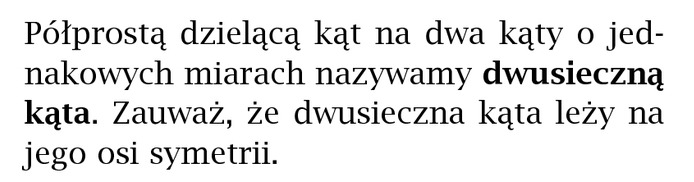 Półprostą dzielącą kąt na dwa kąty o jed-
nakowych miarach nazywamy dwusieczną
kąta. Zauważ, że dwusieczna kąta leży na
jego osi symetrii.